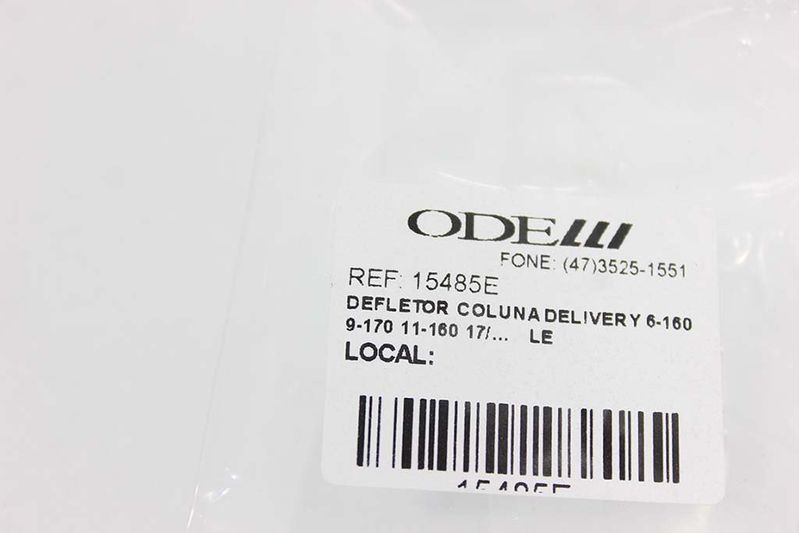 ODE
FONE: (47)3525-1551
REF: 15485E
DEFLETOR COLUNA DELIVERY 6-160
9-170 11-160 17/... LE
LOCAL:
15485E